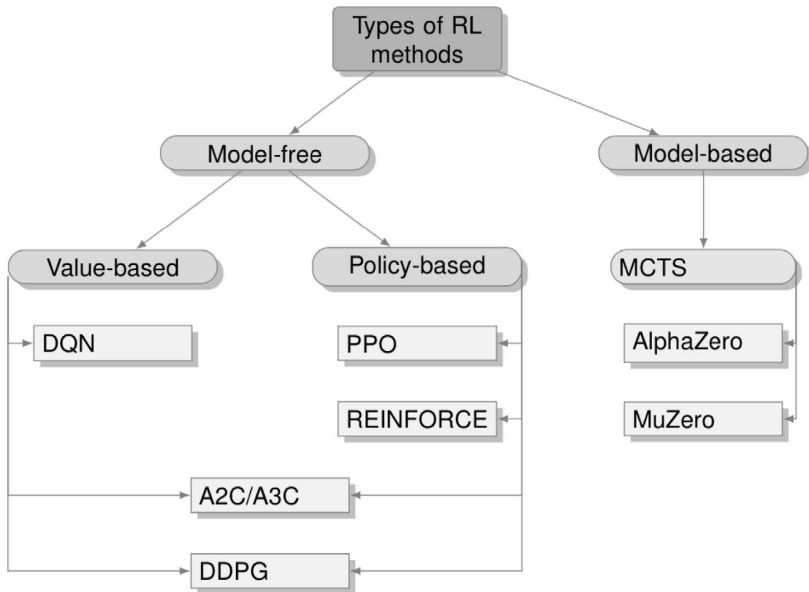 Types of RL
methods
Model-free
Model-based
Value-based
Policy-based
MCTS
DQN
PPO
AlphaZero
REINFORCE
MuZero
A2C/A3C
DDPG